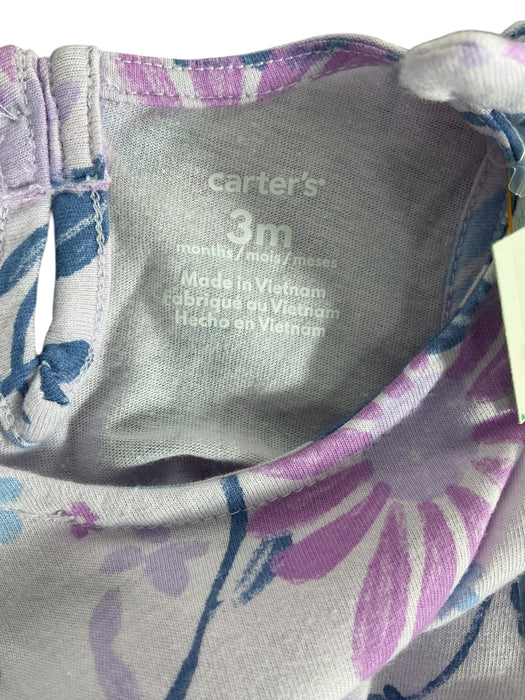 carter's®
3m
months/mois/meses
Made in Vietnam
Fabriqué au Vietnam
Hecho en Vietnam